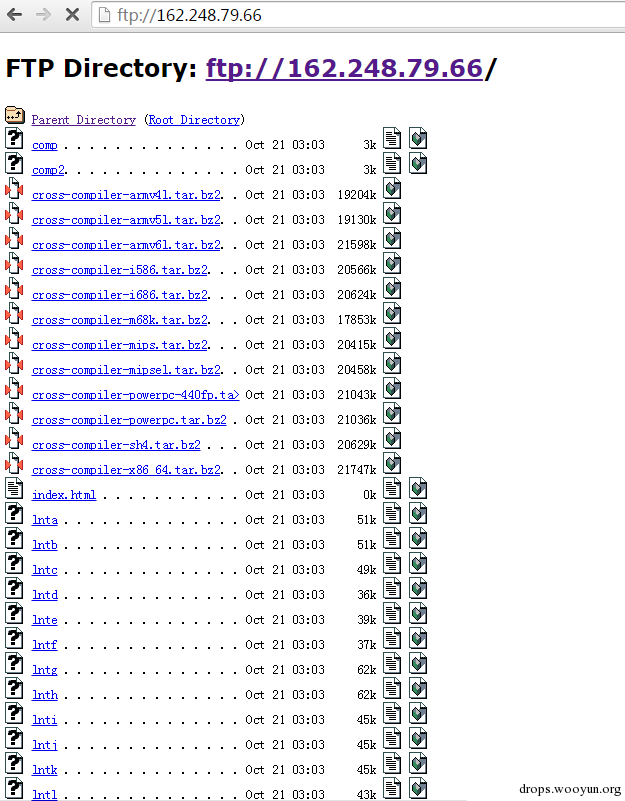 ftp://162.248.79.66
FTP Directory: ftp://162.248.79.66/
Parent Directory (Root Directory)
comp . . . . . . . . . . . . . . . Oct 21 03:03 3k
comp2. . . . . . . . . . . . . . . Oct 21 03:03 3k
cross-compiler-armv4l.tar.bz2. . Oct 21 03:03 19204k
cross-compiler-armv5l.tar.bz2. . Oct 21 03:03 19130k
cross-compiler-armv6l.tar.bz2. . Oct 21 03:03 21598k
cross-compiler-i586.tar.bz2. . . Oct 21 03:03 20566k
cross-compiler-i686.tar.bz2. . . Oct 21 03:03 20624k
cross-compiler-m68k.tar.bz2. . . Oct 21 03:03 17853k
cross-compiler-mips.tar.bz2. . . Oct 21 03:03 20415k
cross-compiler-mipsel.tar.bz2. . Oct 21 03:03 20458k
cross-compiler-powerpc-440fp.ta> Oct 21 03:03 21043k
cross-compiler-powerpc.tar.bz2 . Oct 21 03:03 21036k
cross-compiler-sh4.tar.bz2 . . . Oct 21 03:03 20629k
cross-compiler-x86_64.tar.bz2. . Oct 21 03:03 21747k
index.html . . . . . . . . . . . Oct 21 03:03 0k
lnta . . . . . . . . . . . . . . Oct 21 03:03 51k
lntb . . . . . . . . . . . . . . Oct 21 03:03 51k
lntc . . . . . . . . . . . . . . Oct 21 03:03 49k
lntd . . . . . . . . . . . . . . Oct 21 03:03 36k
lnte . . . . . . . . . . . . . . Oct 21 03:03 39k
lntf . . . . . . . . . . . . . . Oct 21 03:03 37k
lntg . . . . . . . . . . . . . . Oct 21 03:03 62k
lnth . . . . . . . . . . . . . . Oct 21 03:03 62k
lnti . . . . . . . . . . . . . . Oct 21 03:03 45k
lntj . . . . . . . . . . . . . . Oct 21 03:03 45k
lntk . . . . . . . . . . . . . . Oct 21 03:03 45k
lntl . . . . . . . . . . . . . . Oct 21 03:03 43k
drops.wooyun.org